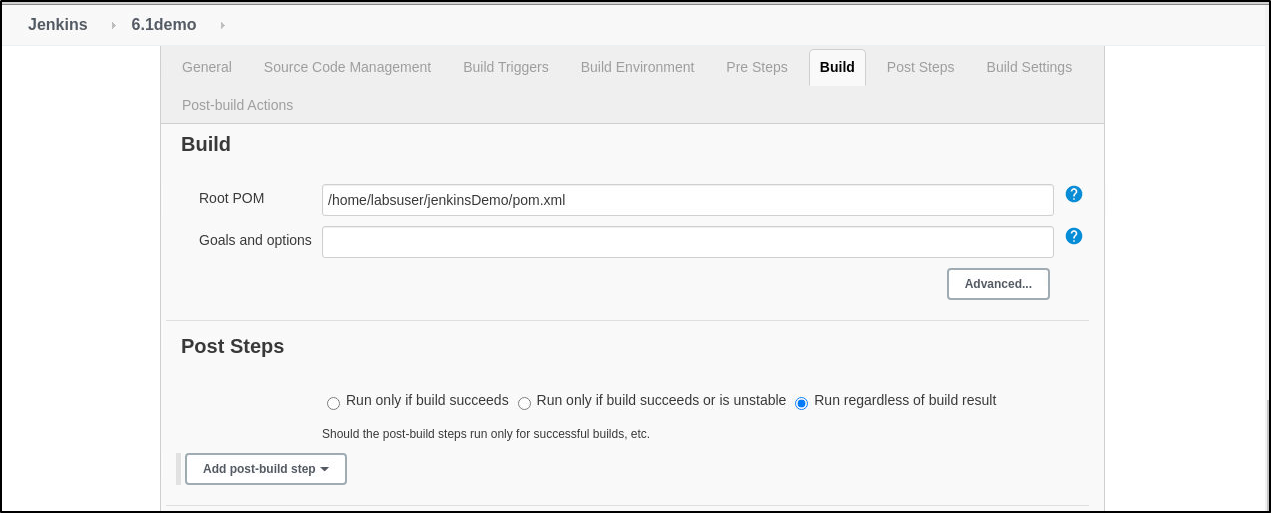 Jenkins 6.1demo
General Source Code Management Build Triggers Build Environment Pre Steps Build Post Steps Build Settings
Post-build Actions
Build
Root POM /home/labsuser/jenkinsDemo/pom.xml ?
Goals and options ?
Advanced...
Post Steps
Run only if build succeeds Run only if build succeeds or is unstable Run regardless of build result
Should the post-build steps run only for successful builds, etc.
Add post-build step